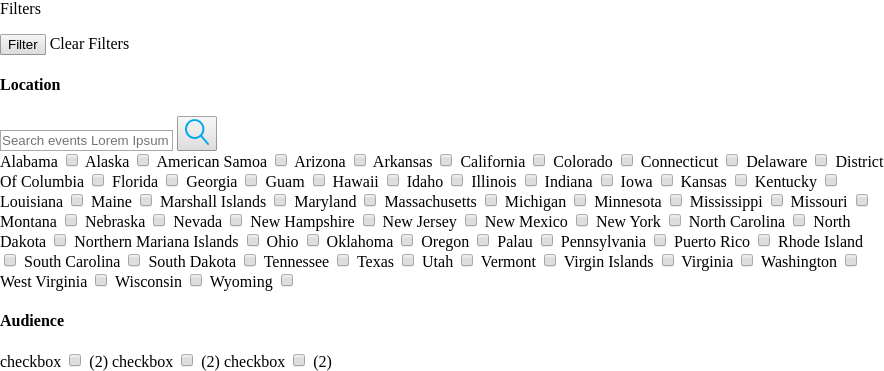 Filters
Filter Clear Filters
Location
Search events Lorem Ipsum
Alabama Alaska American Samoa Arizona Arkansas California Colorado Connecticut Delaware District
Of Columbia Florida Georgia Guam Hawaii Idaho Illinois Indiana Iowa Kansas Kentucky
Louisiana Maine Marshall Islands Maryland Massachusetts Michigan Minnesota Mississippi Missouri
Montana Nebraska Nevada New Hampshire New Jersey New Mexico New York North Carolina North
Dakota Northern Mariana Islands Ohio Oklahoma Oregon Palau Pennsylvania Puerto Rico Rhode Island
South Carolina South Dakota Tennessee Texas Utah Vermont Virgin Islands Virginia Washington
West Virginia Wisconsin Wyoming
Audience
checkbox (2) checkbox (2) checkbox (2)